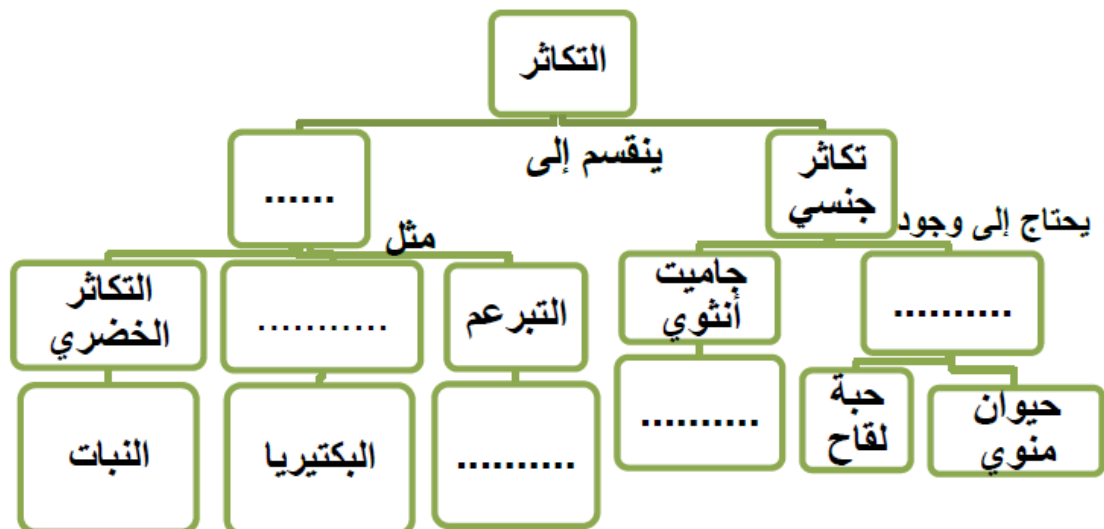 التكاثر
ينقسم إلى
تكاثر
جنسي
......
يحتاج إلى وجود
مثل
..........
جاميت
أنثوي
التبرعم
...........
التكاثر
الخضري
حيوان
منوي
حبة
لقاح
..........
..........
البكتيريا
النبات